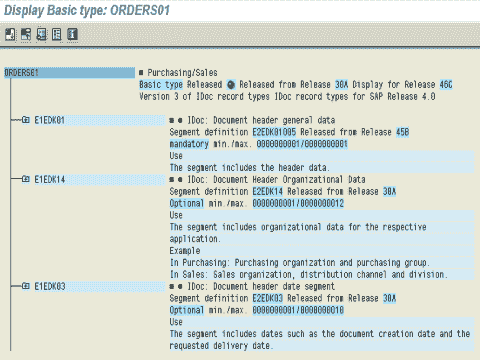 Display Basic type: ORDERS01
ORDERS01 Purchasing/Sales
Basic type Released Released from Release 30A Display for Release 46C
Version 3 of IDoc record types IDoc record types for SAP Release 4.0
E1EDK01 IDoc: Document header general data
Segment definition E2EDK01005 Released from Release 45B
mandatory min./max. 0000000001/0000000001
Use
The segment includes the header data.
E1EDK14 IDoc: Document Header Organizational Data
Segment definition E2EDK14 Released from Release 30A
Optional min./max. 0000000001/0000000012
Use
The segment includes organizational data for the respective
application.
Example
In Purchasing: Purchasing organization and purchasing group.
In Sales: Sales organization, distribution channel and division.
E1EDK03 IDoc: Document header date segment
Segment definition E2EDK03 Released from Release 30A
Optional min./max. 0000000001/0000000010
Use
The segment includes dates such as the document creation date and the
requested delivery date.